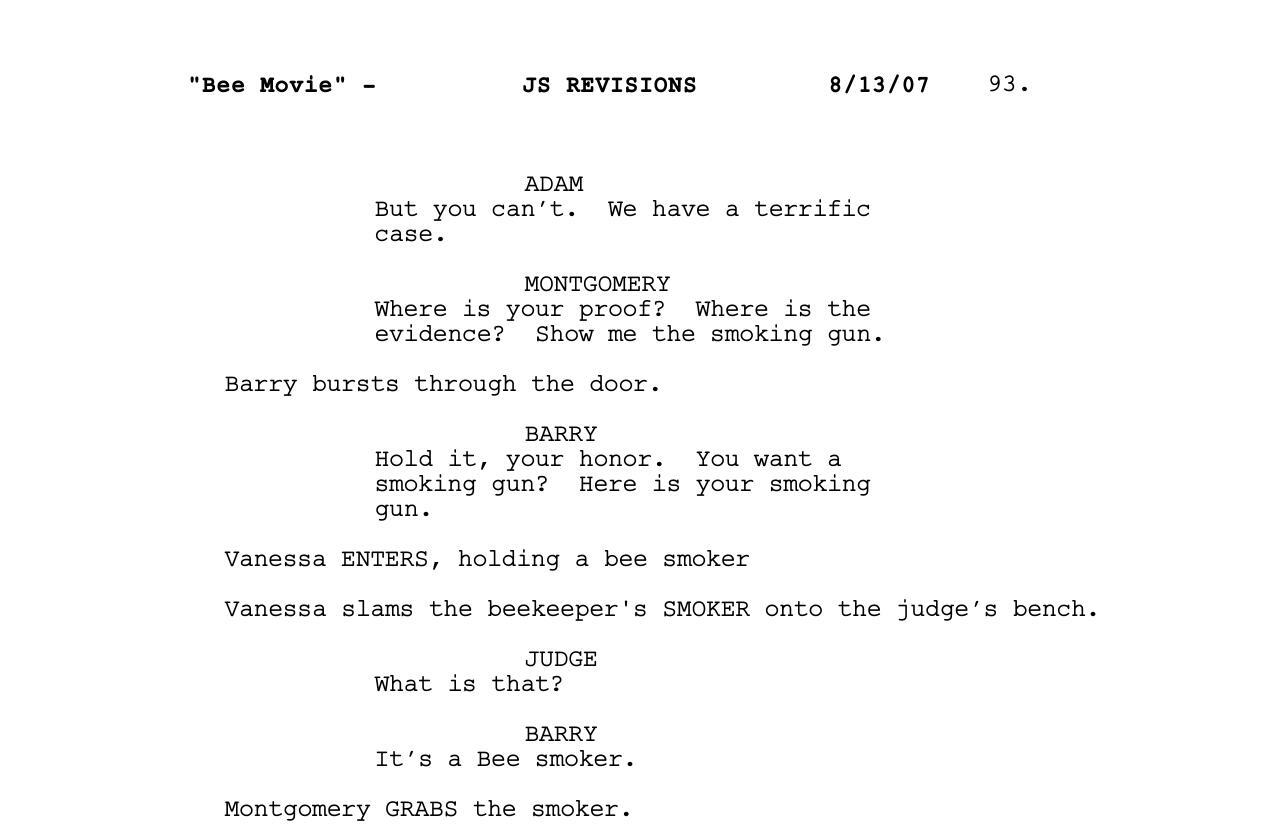 "Bee Movie" - JS REVISIONS 8/13/07 93.
ADAM
But you can’t.  We have a terrific
case.
MONTGOMERY
Where is your proof?  Where is the
evidence?  Show me the smoking gun.
Barry bursts through the door.
BARRY
Hold it, your honor.  You want a
smoking gun?  Here is your smoking
gun.
Vanessa ENTERS, holding a bee smoker
Vanessa slams the beekeeper's SMOKER onto the judge’s bench.
JUDGE
What is that?
BARRY
It’s a Bee smoker.
Montgomery GRABS the smoker.